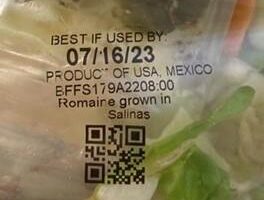 BEST IF USED BY:
07/16/23
PRODUCT OF USA, MEXICO
BFFS179A2208:00
Romaine grown in
Salinas